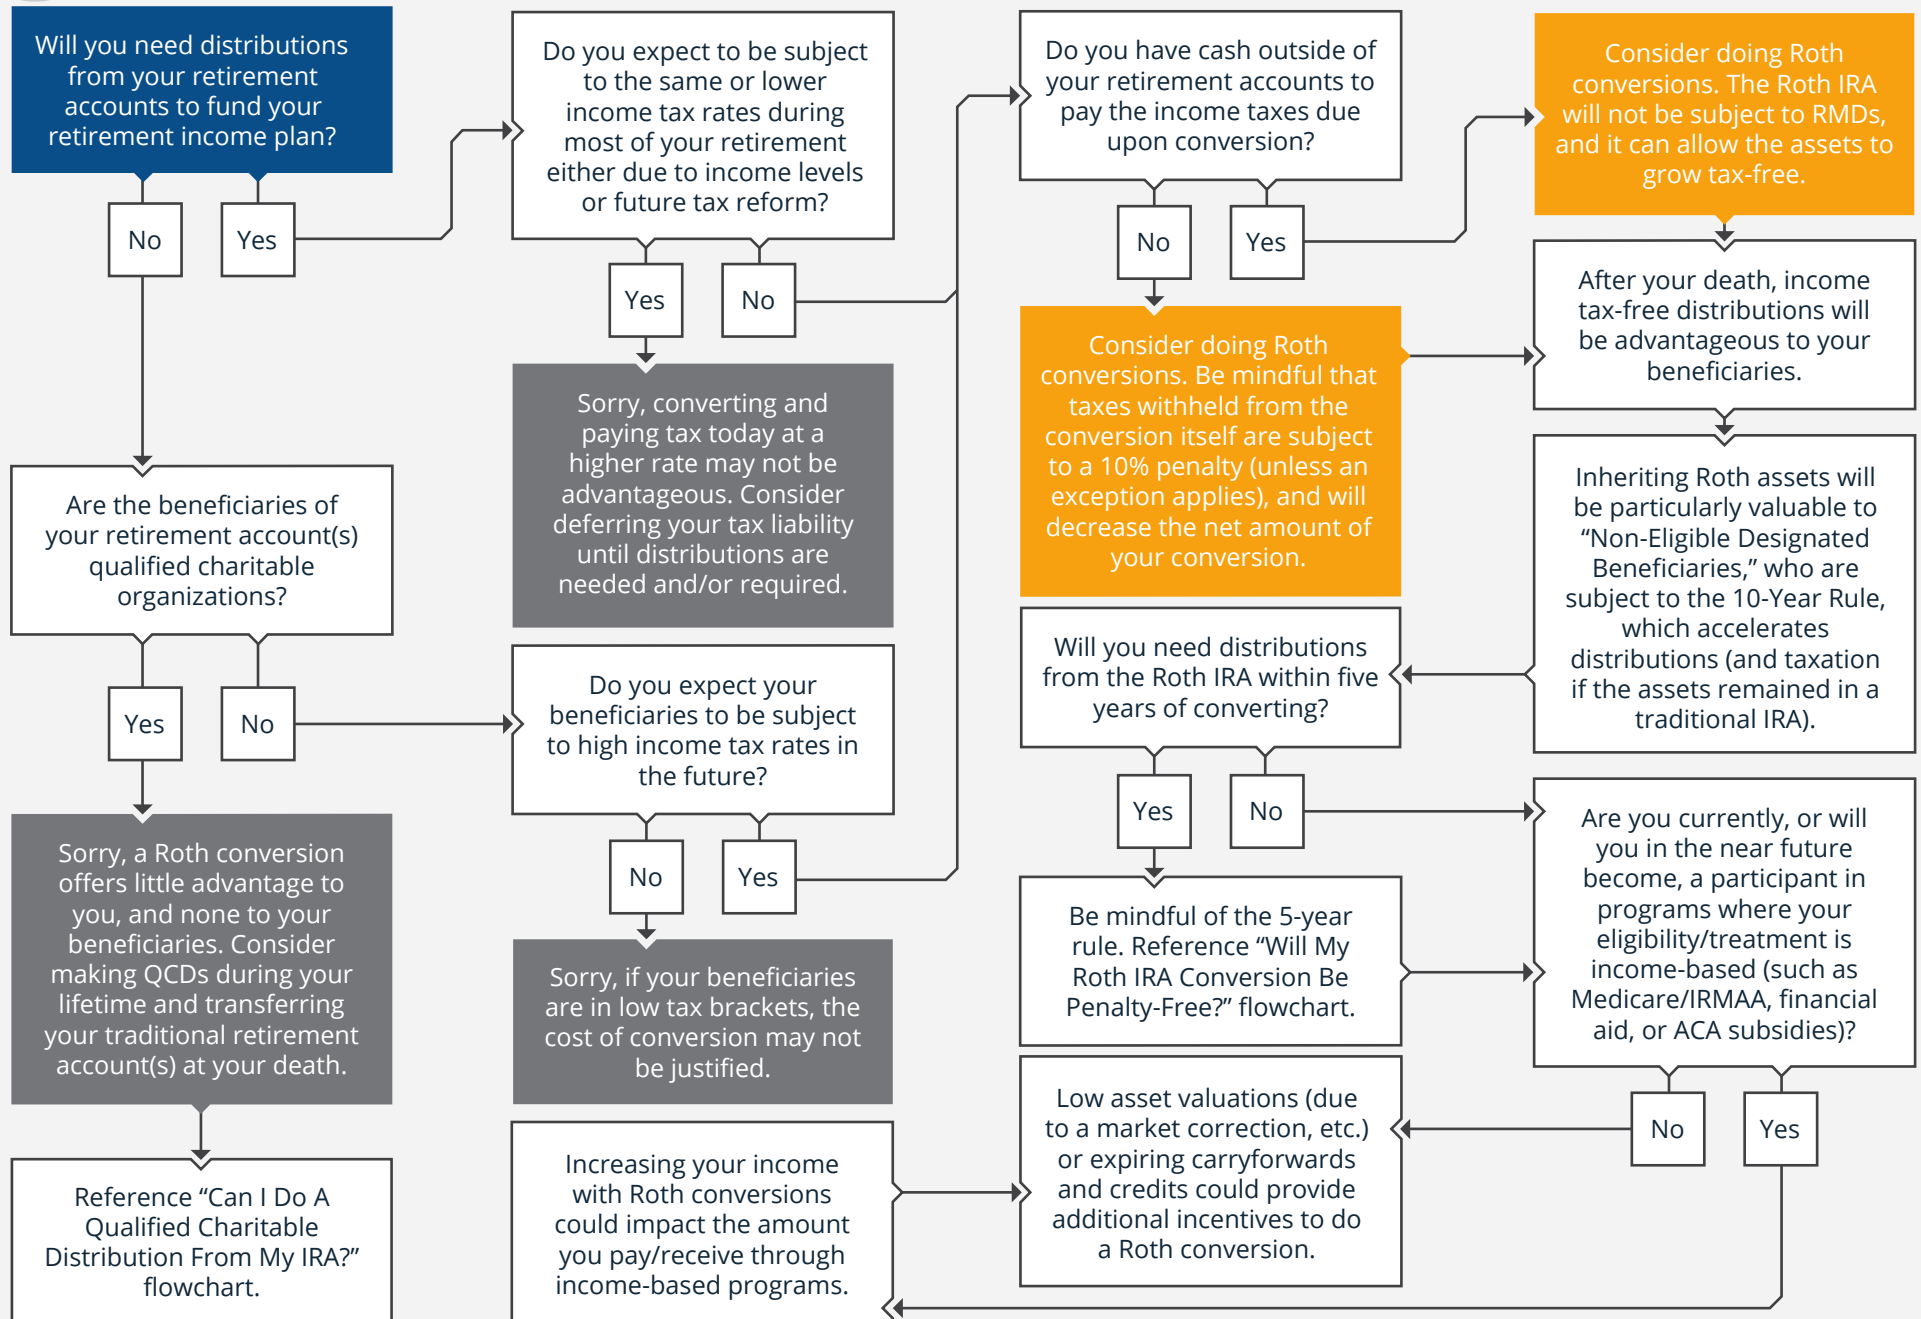 Will you need distributions
from your retirement
accounts to fund your
retirement income plan?
No
Yes
Are the beneficiaries of
your retirement account(s)
qualified charitable
organizations?
Yes
No
Sorry, a Roth conversion
offers little advantage to
you, and none to your
beneficiaries. Consider
making QCDs during your
lifetime and transferring
your traditional retirement
account(s) at your death.
Reference “Can I Do A
Qualified Charitable
Distribution From My IRA?”
flowchart.
Do you expect to be subject
to the same or lower
income tax rates during
most of your retirement
either due to income levels
or future tax reform?
Yes
No
Sorry, converting and
paying tax today at a
higher rate may not be
advantageous. Consider
deferring your tax liability
until distributions are
needed and/or required.
Do you expect your
beneficiaries to be subject
to high income tax rates in
the future?
No
Yes
Sorry, if your beneficiaries
are in low tax brackets, the
cost of conversion may not
be justified.
Increasing your income
with Roth conversions
could impact the amount
you pay/receive through
income-based programs.
Do you have cash outside of
your retirement accounts to
pay the income taxes due
upon conversion?
No
Yes
Consider doing Roth
conversions. Be mindful that
taxes withheld from the
conversion itself are subject
to a 10% penalty (unless an
exception applies), and will
decrease the net amount of
your conversion.
Will you need distributions
from the Roth IRA within five
years of converting?
Yes
No
Be mindful of the 5-year
rule. Reference “Will My
Roth IRA Conversion Be
Penalty-Free?” flowchart.
Low asset valuations (due
to a market correction, etc.)
or expiring carryforwards
and credits could provide
additional incentives to do
a Roth conversion.
Consider doing Roth
conversions. The Roth IRA
will not be subject to RMDs,
and it can allow the assets to
grow tax-free.
After your death, income
tax-free distributions will
be advantageous to your
beneficiaries.
Inheriting Roth assets will
be particularly valuable to
“Non-Eligible Designated
Beneficiaries,” who are
subject to the 10-Year Rule,
which accelerates
distributions (and taxation
if the assets remained in a
traditional IRA).
Are you currently, or will
you in the near future
become, a participant in
programs where your
eligibility/treatment is
income-based (such as
Medicare/IRMAA, financial
aid, or ACA subsidies)?
No
Yes